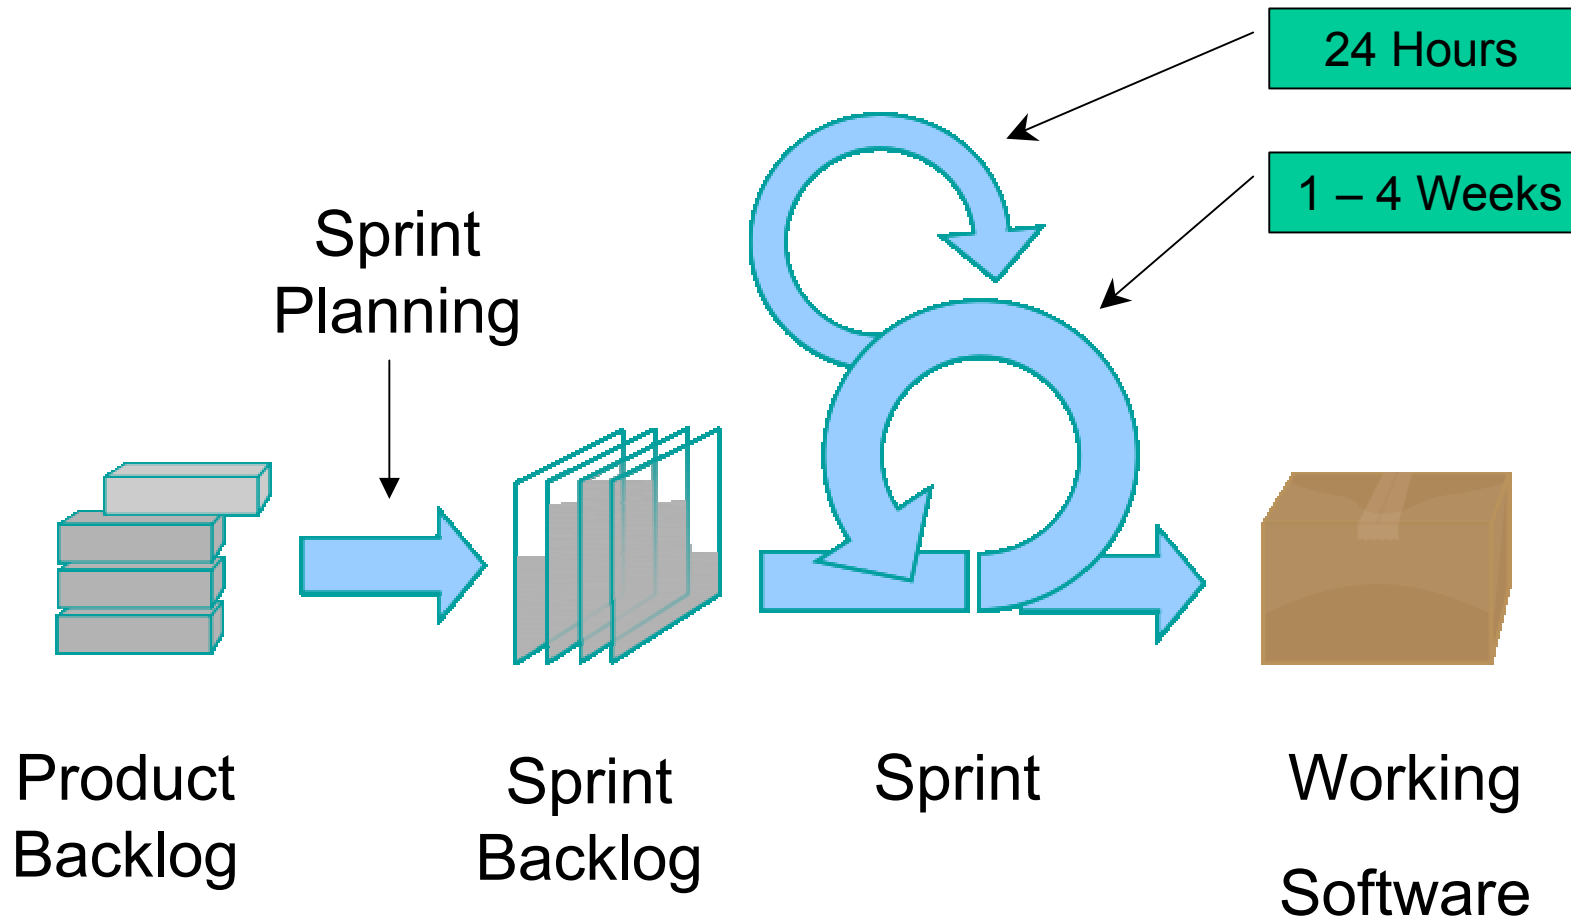 24 Hours
1 – 4 Weeks
Sprint
Planning
Product
Backlog
Sprint
Backlog
Sprint
Working
Software